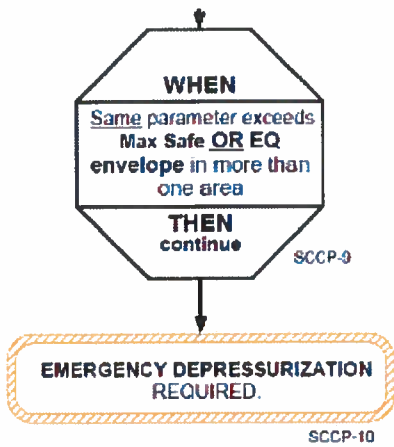 WHEN
Same parameter exceeds
Max Safe OR EQ
envelope in more than
one area
THEN
continue
SCCP-9
EMERGENCY DEPRESSURIZATION
REQUIRED.
SCCP-10